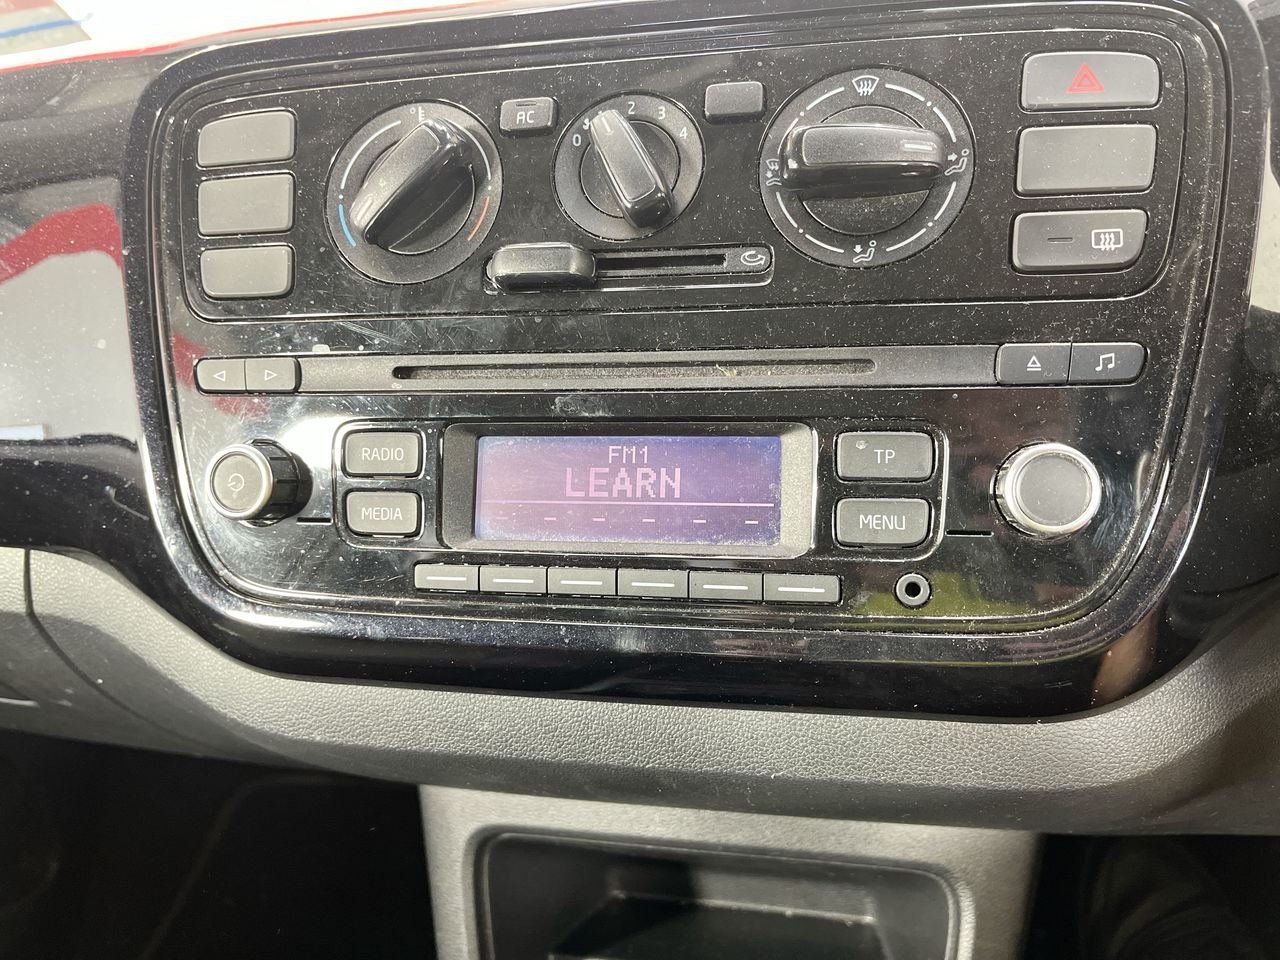 °C
AC
0 1 2 3 4
RADIO
MEDIA
FM1
LEARN
TP
MENU